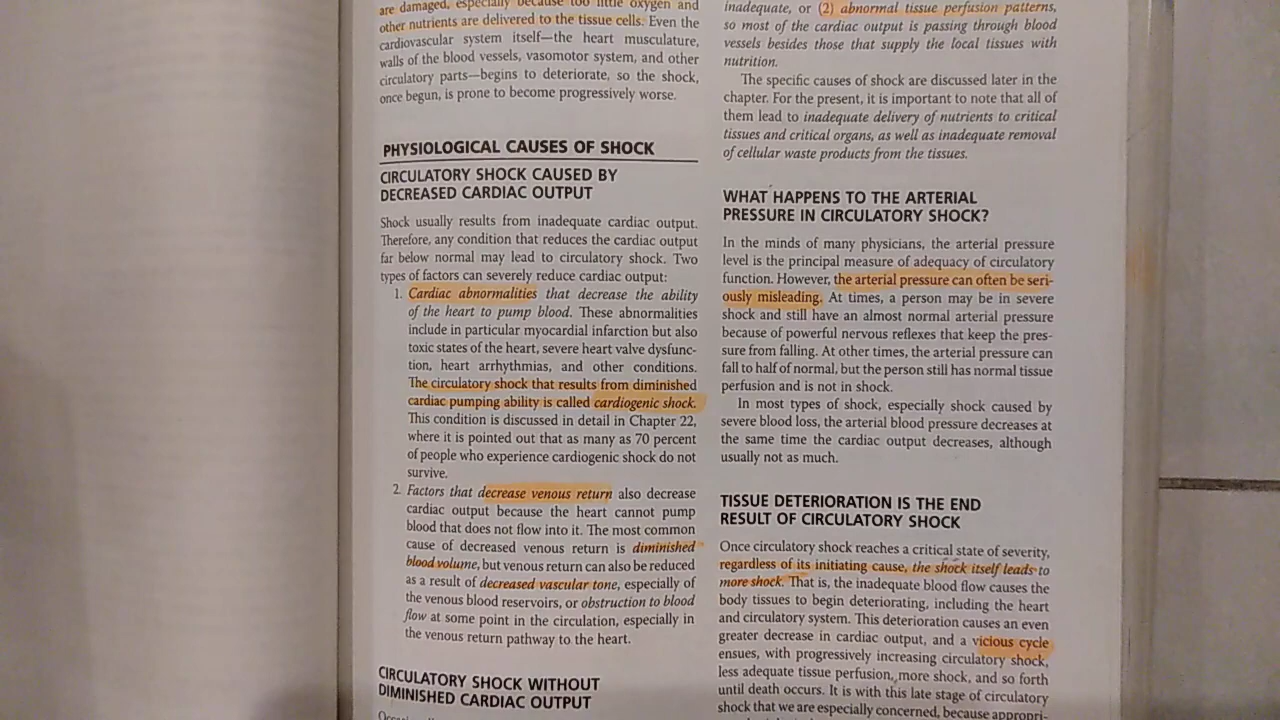 are damaged, especially because too little oxygen and
other nutrients are delivered to the tissue cells. Even the
cardiovascular system itself—the heart musculature,
walls of the blood vessels, vasomotor system, and other
circulatory parts—begins to deteriorate, so the shock,
once begun, is prone to become progressively worse.
PHYSIOLOGICAL CAUSES OF SHOCK
CIRCULATORY SHOCK CAUSED BY
DECREASED CARDIAC OUTPUT
Shock usually results from inadequate cardiac output.
Therefore, any condition that reduces the cardiac output
far below normal may lead to circulatory shock. Two
types of factors can severely reduce cardiac output:
1. Cardiac abnormalities that decrease the ability
of the heart to pump blood. These abnormalities
include in particular myocardial infarction but also
toxic states of the heart, severe heart valve dysfunc-
tion, heart arrhythmias, and other conditions.
The circulatory shock that results from diminished
cardiac pumping ability is called cardiogenic shock.
This condition is discussed in detail in Chapter 22,
where it is pointed out that as many as 70 percent
of people who experience cardiogenic shock do not
survive.
2. Factors that decrease venous return also decrease
cardiac output because the heart cannot pump
blood that does not flow into it. The most common
cause of decreased venous return is diminished
blood volume, but venous return can also be reduced
as a result of decreased vascular tone, especially of
the venous blood reservoirs, or obstruction to blood
flow at some point in the circulation, especially in
the venous return pathway to the heart.
CIRCULATORY SHOCK WITHOUT
DIMINISHED CARDIAC OUTPUT
inadequate, or (2) abnormal tissue perfusion patterns,
so most of the cardiac output is passing through blood
vessels besides those that supply the local tissues with
nutrition.
The specific causes of shock are discussed later in the
chapter. For the present, it is important to note that all of
them lead to inadequate delivery of nutrients to critical
tissues and critical organs, as well as inadequate removal
of cellular waste products from the tissues.
WHAT HAPPENS TO THE ARTERIAL
PRESSURE IN CIRCULATORY SHOCK?
In the minds of many physicians, the arterial pressure
level is the principal measure of adequacy of circulatory
function. However, the arterial pressure can often be seri-
ously misleading. At times, a person may be in severe
shock and still have an almost normal arterial pressure
because of powerful nervous reflexes that keep the pres-
sure from falling. At other times, the arterial pressure can
fall to half of normal, but the person still has normal tissue
perfusion and is not in shock.
In most types of shock, especially shock caused by
severe blood loss, the arterial blood pressure decreases at
the same time the cardiac output decreases, although
usually not as much.
TISSUE DETERIORATION IS THE END
RESULT OF CIRCULATORY SHOCK
Once circulatory shock reaches a critical state of severity,
regardless of its initiating cause, the shock itself leads to
more shock. That is, the inadequate blood flow causes the
body tissues to begin deteriorating, including the heart
and circulatory system. This deterioration causes an even
greater decrease in cardiac output, and a vicious cycle
ensues, with progressively increasing circulatory shock,
less adequate tissue perfusion, more shock, and so forth
until death occurs. It is with this late stage of circulatory
shock that we are especially concerned, because appropri-